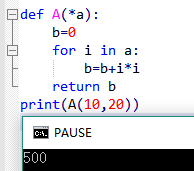 def A(*a):
    b=0
    for i in a:
        b=b+i*i
    return b
print(A(10,20))
C:\. PAUSE
500